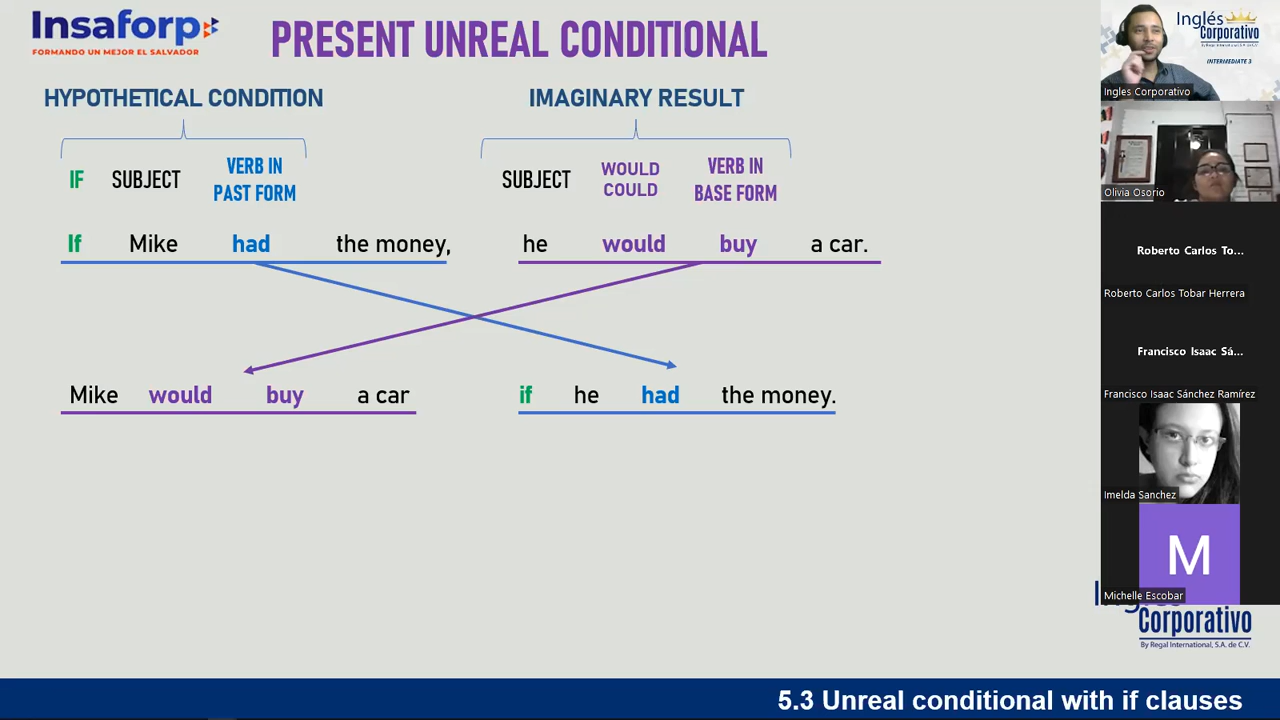 Insaforp
FORMANDO UN MEJOR EL SALVADOR
PRESENT UNREAL CONDITIONAL
HYPOTHETICAL CONDITION
IMAGINARY RESULT
IF SUBJECT VERB IN PAST FORM
SUBJECT WOULD COULD VERB IN BASE FORM
If Mike had the money, he would buy a car.
Mike would buy a car if he had the money.
Inglés
Corporativo
By Regal International, S.A. de C.V.
INTERMEDIATE 3
Ingles Corporativo
Olivia Osorio
Roberto Carlos To...
Roberto Carlos Tobar Herrera
Francisco Isaac Sá...
Francisco Isaac Sánchez Ramírez
Imelda Sanchez
M
Michelle Escobar
Corporativo
By Regal International, S.A. de C.V.
5.3 Unreal conditional with if clauses